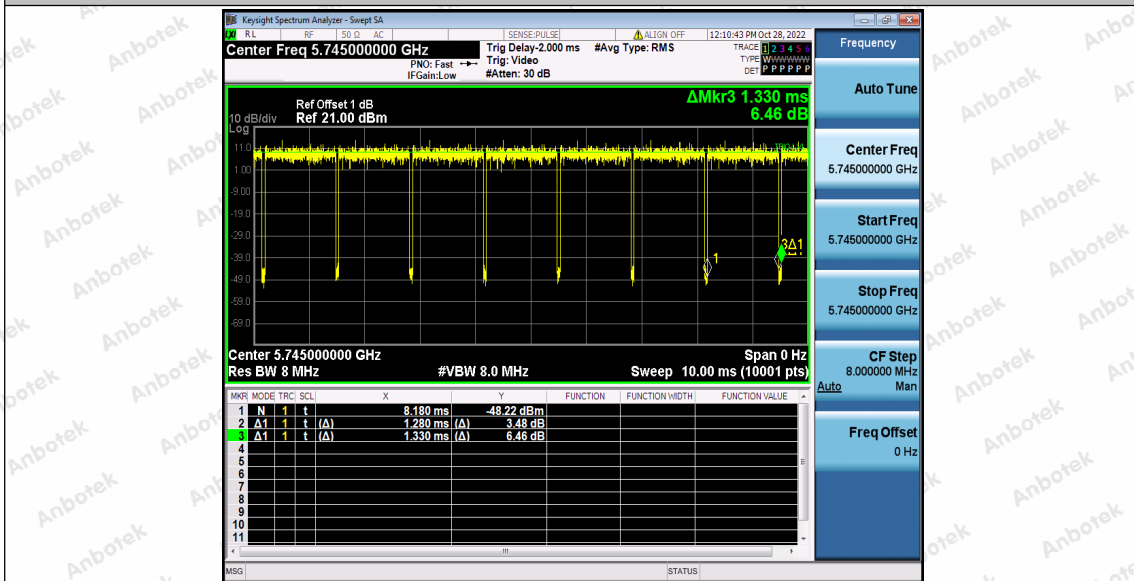 Keysight Spectrum Analyzer - Swept SA
LXI RL RF 50 Ω AC SENSE:PULSE ALIGN OFF 12:10:43 PM Oct 28, 2022
Center Freq 5.745000000 GHz
PNO: Fast
IFGain:Low
Trig Delay-2.000 ms
Trig: Video
#Atten: 30 dB
#Avg Type: RMS
TRACE 1 2 3 4 5 6
TYPE WWWWWW
DET P P P P P P
ΔMkr3 1.330 ms
6.46 dB
Ref Offset 1 dB
10 dB/div Ref 21.00 dBm
Log
11.0
1.00
-9.00
-19.0
-29.0
-39.0
-49.0
-59.0
-69.0
1
3Δ1
Center 5.745000000 GHz Span 0 Hz
Res BW 8 MHz #VBW 8.0 MHz Sweep 10.00 ms (10001 pts)
MKR MODE TRC SCL X Y FUNCTION FUNCTION WIDTH FUNCTION VALUE
1 N 1 t 8.180 ms -48.22 dBm
2 Δ1 1 t (Δ) 1.280 ms (Δ) 3.48 dB
3 Δ1 1 t (Δ) 1.330 ms (Δ) 6.46 dB
4
5
6
7
8
9
10
11
MSG STATUS
Frequency
Auto Tune
Center Freq
5.745000000 GHz
Start Freq
5.745000000 GHz
Stop Freq
5.745000000 GHz
CF Step
8.000000 MHz
Auto Man
Freq Offset
0 Hz
Anbotek